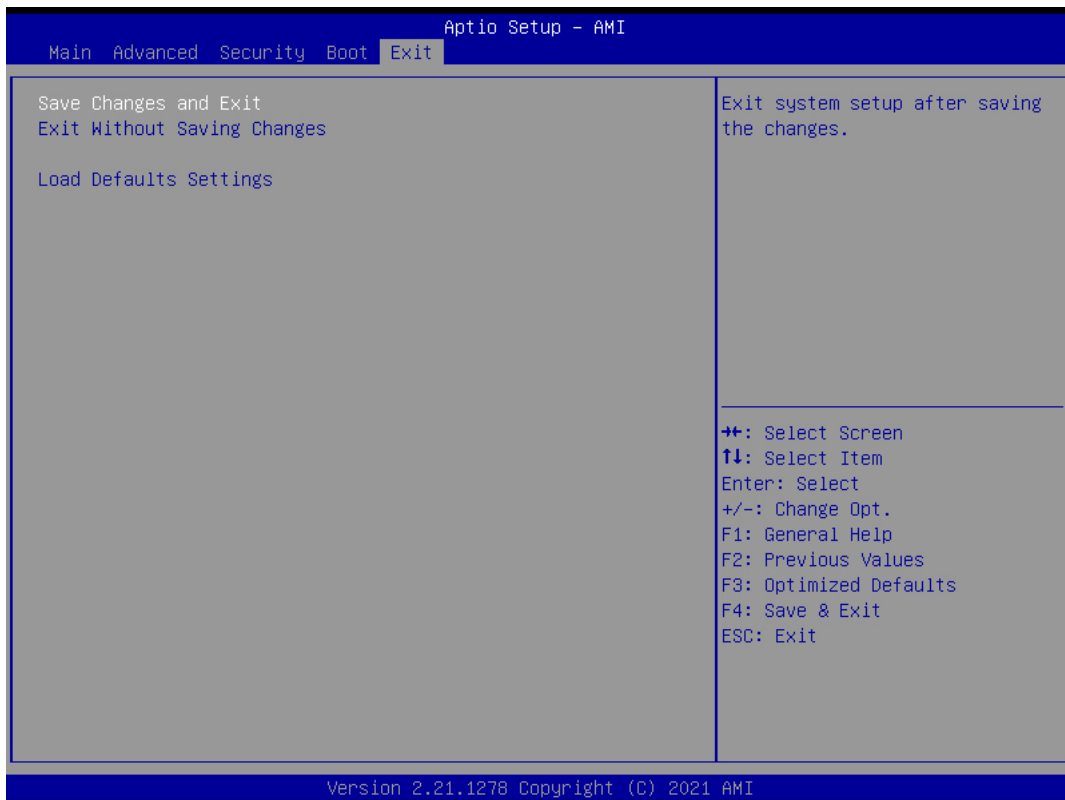 Aptio Setup – AMI
Main Advanced Security Boot Exit
Save Changes and Exit
Exit Without Saving Changes
Load Defaults Settings
Exit system setup after saving
the changes.
→←: Select Screen
↑↓: Select Item
Enter: Select
+/-: Change Opt.
F1: General Help
F2: Previous Values
F3: Optimized Defaults
F4: Save & Exit
ESC: Exit
Version 2.21.1278 Copyright (C) 2021 AMI